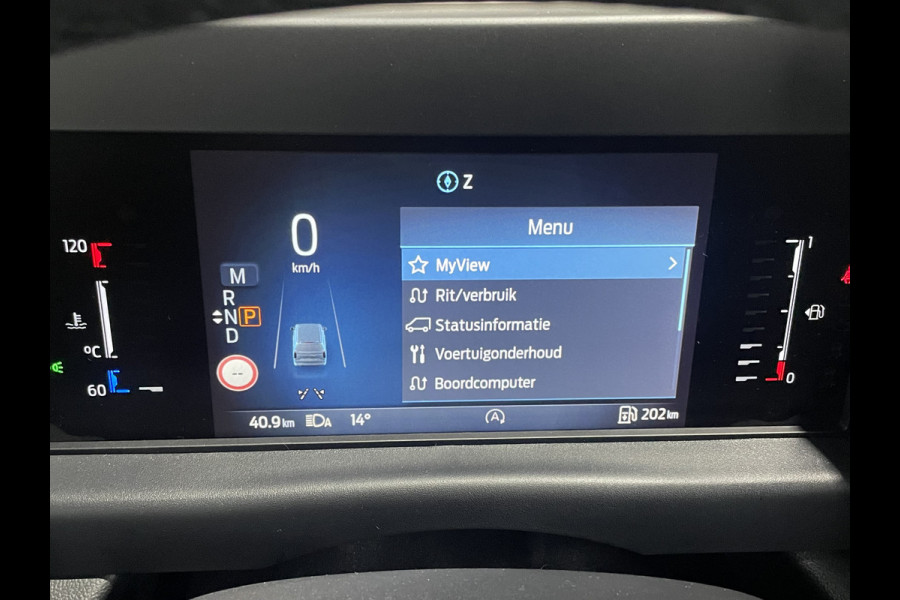 Z
0
km/h
Menu
MyView
Rit/verbruik
Statusinformatie
Voertuigonderhoud
Boordcomputer
M
R
N P
D
--
120
°C
60
1
0
40.9 km
A
14°
A
202 km